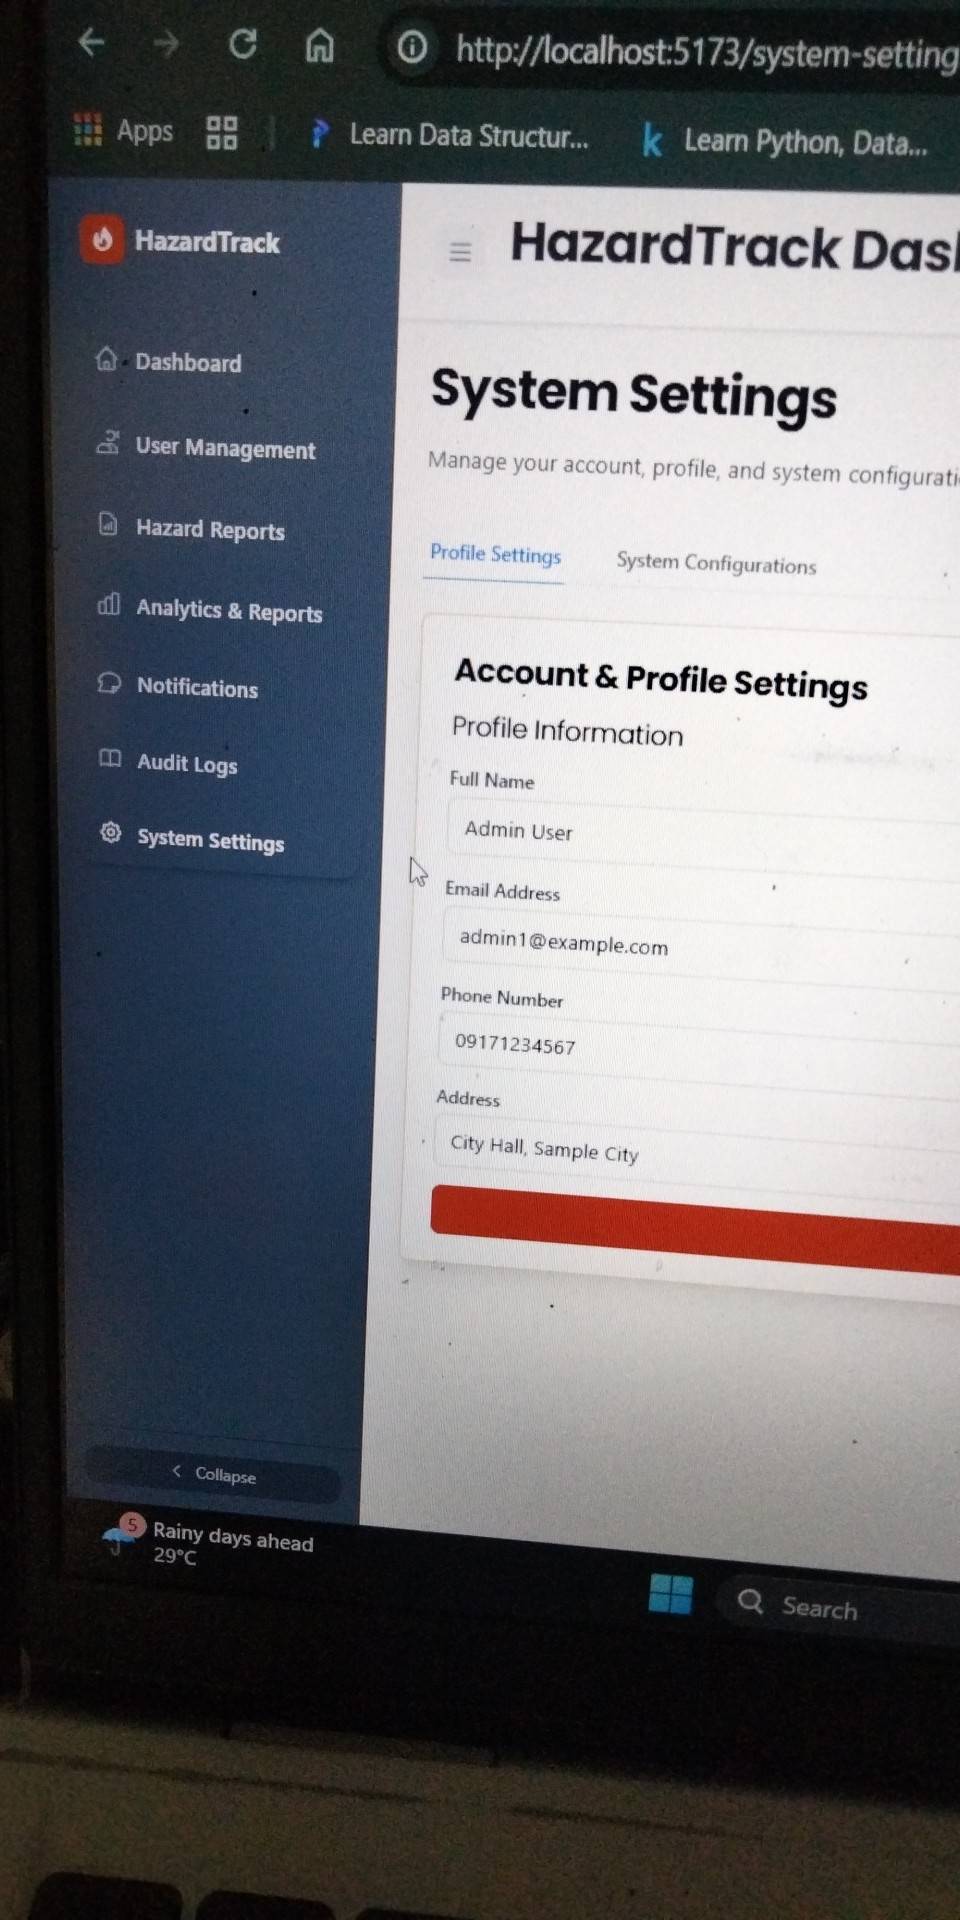 http://localhost:5173/system-setting
Apps
Learn Data Structur...
Learn Python, Data...
HazardTrack
HazardTrack
Dashboard
User Management
Hazard Reports
Analytics & Reports
Notifications
Audit Logs
System Settings
System Settings
Manage your account, profile, and system
Profile Settings
System Configurations
Account & Profile Settings
Profile Information
Full Name
Admin User
Email Address
admin1@example.com
Phone Number
09171234567
Address
City Hall, Sample City
Collapse
5
Rainy days ahead
29°C
Search